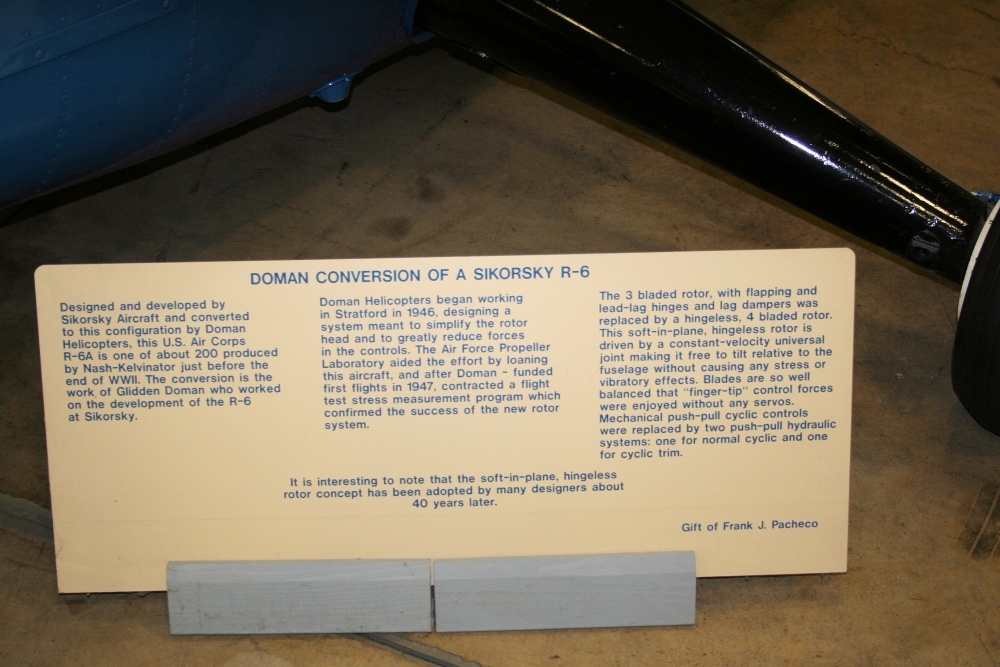 DOMAN CONVERSION OF A SIKORSKY R-6
Designed and developed by
Sikorsky Aircraft and converted
to this configuration by Doman
Helicopters, this U.S. Air Corps
R-6A is one of about 200 produced
by Nash-Kelvinator just before the
end of WWII. The conversion is the
work of Glidden Doman who worked
on the development of the R-6
at Sikorsky.
Doman Helicopters began working
in Stratford in 1946, designing a
system meant to simplify the rotor
head and to greatly reduce forces
in the controls. The Air Force Propeller
Laboratory aided the effort by loaning
this aircraft, and after Doman - funded
first flights in 1947, contracted a flight
test stress measurement program which
confirmed the success of the new rotor
system.
The 3 bladed rotor, with flapping and
lead-lag hinges and lag dampers was
replaced by a hingeless, 4 bladed rotor.
This soft-in-plane, hingeless rotor is
driven by a constant-velocity universal
joint making it free to tilt relative to the
fuselage without causing any stress or
vibratory effects. Blades are so well
balanced that "finger-tip" control forces
were enjoyed without any servos.
Mechanical push-pull cyclic controls
were replaced by two push-pull hydraulic
systems: one for normal cyclic and one
for cyclic trim.
It is interesting to note that the soft-in-plane, hingeless
rotor concept has been adopted by many designers about
40 years later.
Gift of Frank J. Pacheco